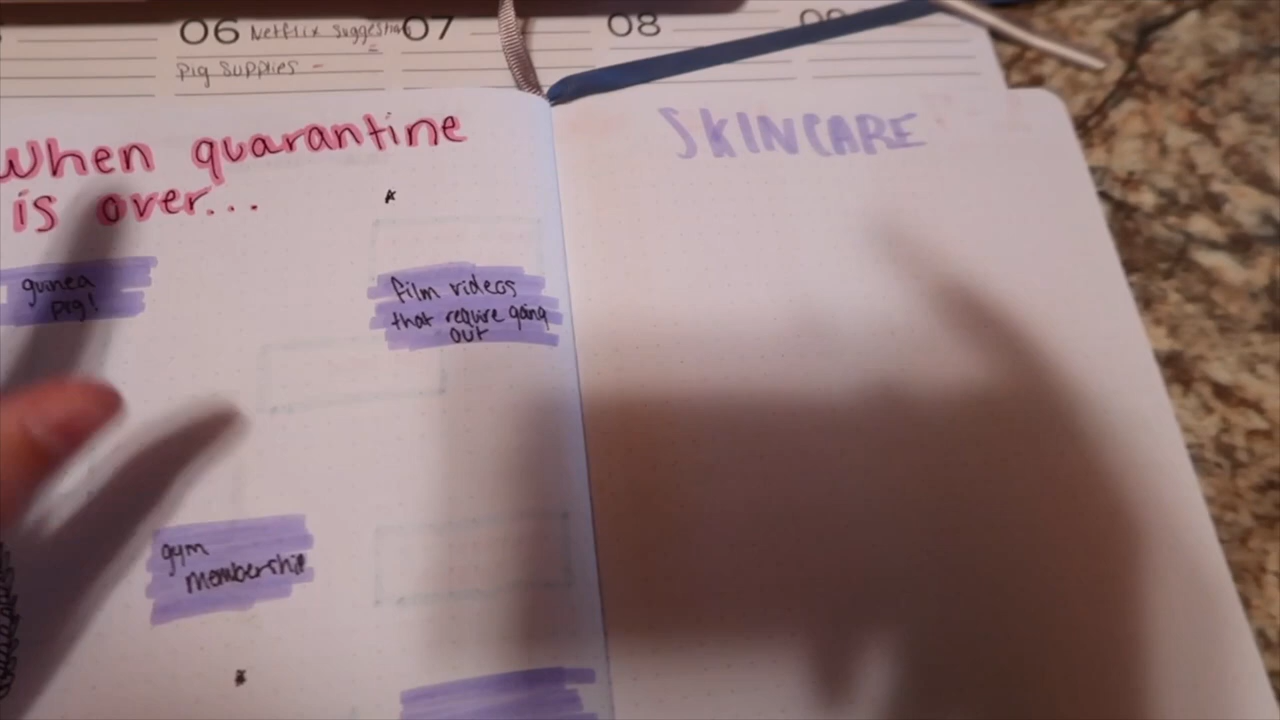 06 Netflix Suggestion
07
08
pig supplies -
When quarantine
is over...
SKINCARE
guinea
pig!
film videos
that require going
out
gym
membership